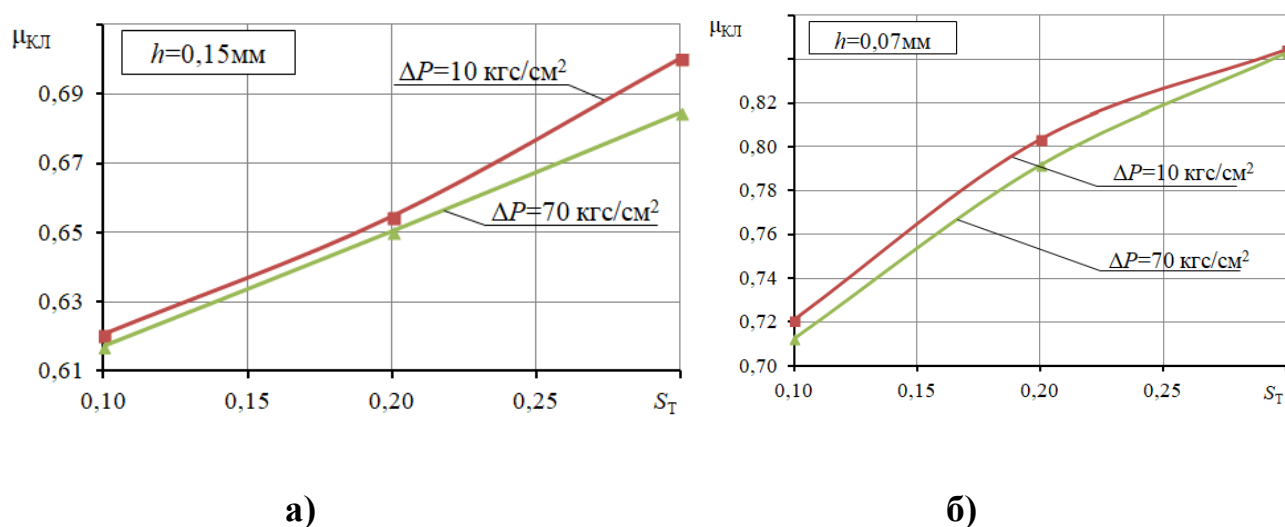 μКЛ
h=0,15мм
ΔP=10 кгс/см²
0,69
0,67
ΔP=70 кгс/см²
0,65
0,63
0,61
0,10
0,15
0,20
0,25
SТ
а)
μКЛ
h=0,07мм
0,82
0,80
ΔP=10 кгс/см²
0,78
0,76
ΔP=70 кгс/см²
0,74
0,72
0,70
0,10
0,15
0,20
0,25
SТ
б)